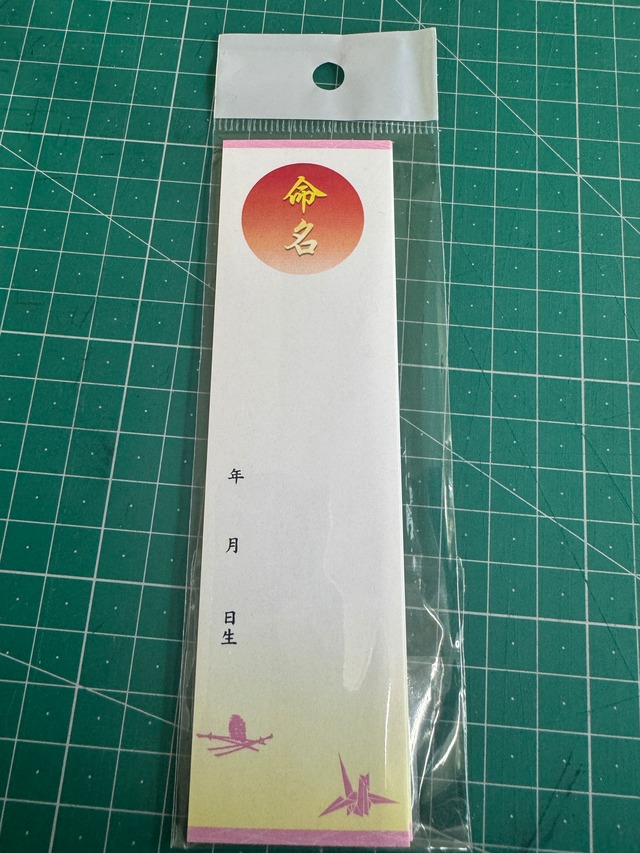 命名
年 月 日生